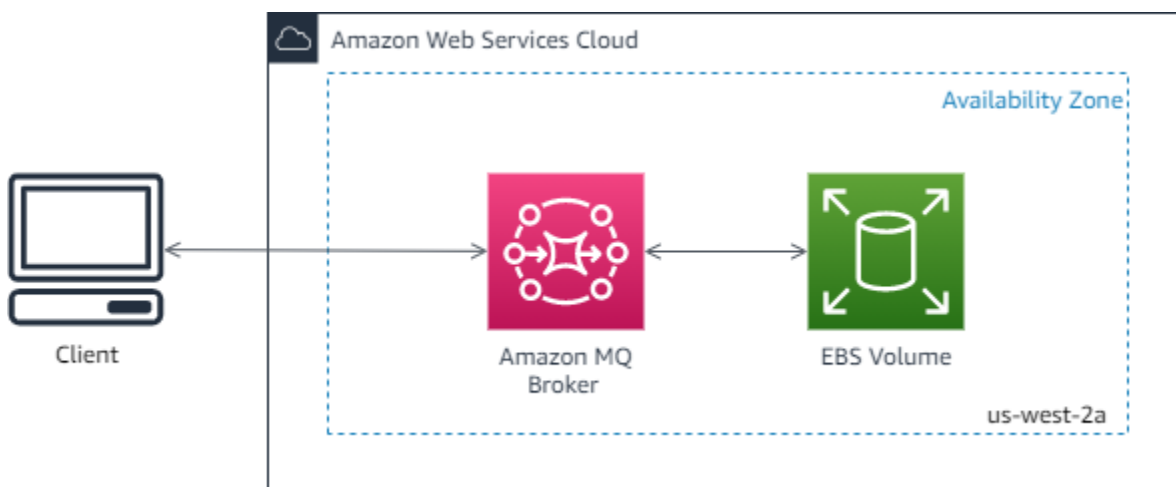 Amazon Web Services Cloud
Availability Zone
Client
Amazon MQ
Broker
EBS Volume
us-west-2a